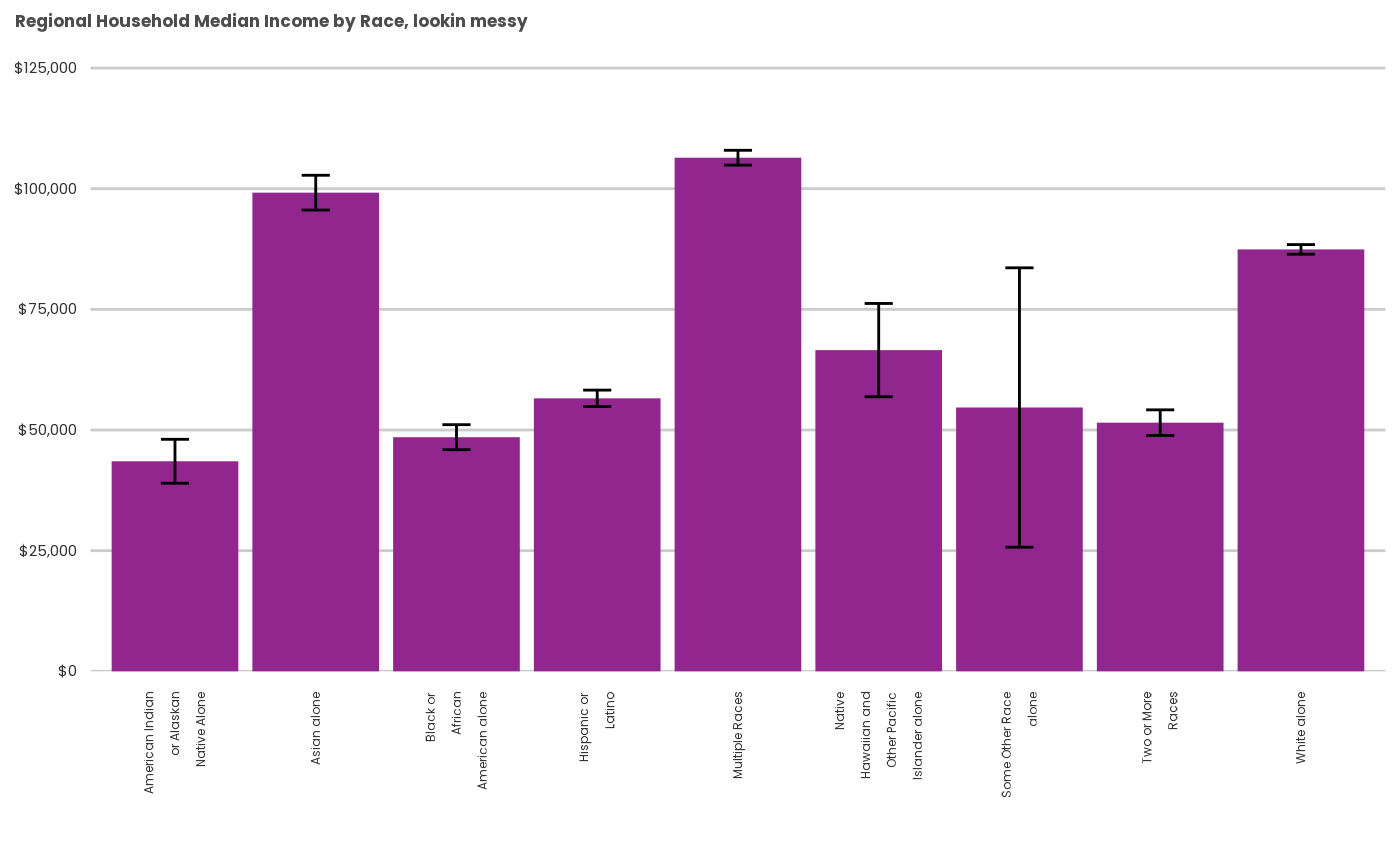 Regional Household Median Income by Race, lookin messy
$125,000
$100,000
$75,000
$50,000
$25,000
$0
American Indian
or Alaskan
Native Alone
Asian alone
Black or
African
American alone
Hispanic or
Latino
Multiple Races
Native
Hawaiian and
Other Pacific
Islander alone
Some Other Race
alone
Two or More
Races
White alone